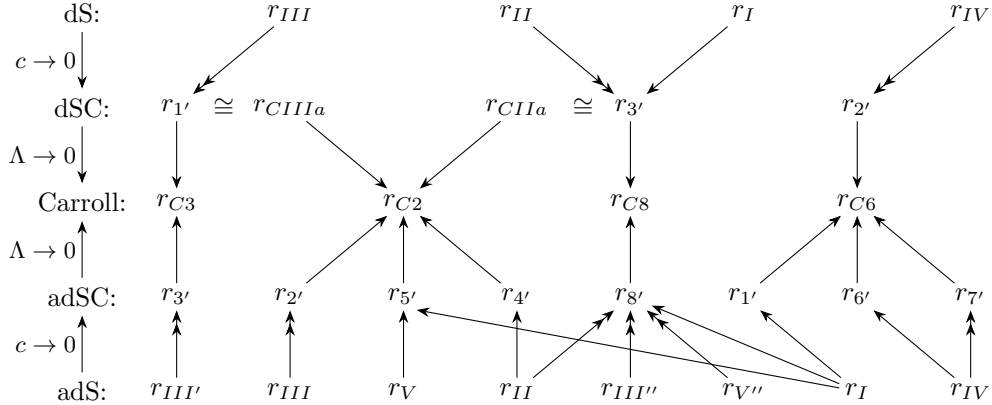 dS: r_{III} r_{II} r_I r_{IV}
c → 0
dSC: r_{1'} ≅ r_{CIIIa} r_{CIIa} ≅ r_{3'} r_{2'}
Λ → 0
Carroll: r_{C3} r_{C2} r_{C8} r_{C6}
Λ → 0
adSC: r_{3'} r_{2'} r_{5'} r_{4'} r_{8'} r_{1'} r_{6'} r_{7'}
c → 0
adS: r_{III'} r_{III} r_V r_{II} r_{III''} r_{V''} r_I r_{IV}